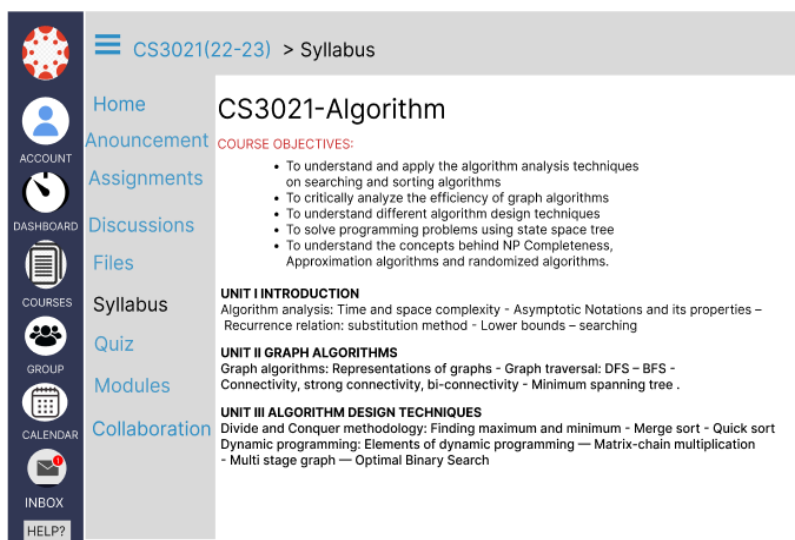 CS3021(22-23) > Syllabus
ACCOUNT
DASHBOARD
COURSES
GROUP
CALENDAR
1
INBOX
HELP?
Home
Anouncement
Assignments
Discussions
Files
Syllabus
Quiz
Modules
Collaboration
CS3021-Algorithm
COURSE OBJECTIVES:
• To understand and apply the algorithm analysis techniques
on searching and sorting algorithms
• To critically analyze the efficiency of graph algorithms
• To understand different algorithm design techniques
• To solve programming problems using state space tree
• To understand the concepts behind NP Completeness,
Approximation algorithms and randomized algorithms.
UNIT I INTRODUCTION
Algorithm analysis: Time and space complexity - Asymptotic Notations and its properties –
Recurrence relation: substitution method - Lower bounds – searching
UNIT II GRAPH ALGORITHMS
Graph algorithms: Representations of graphs - Graph traversal: DFS – BFS -
Connectivity, strong connectivity, bi-connectivity - Minimum spanning tree .
UNIT III ALGORITHM DESIGN TECHNIQUES
Divide and Conquer methodology: Finding maximum and minimum - Merge sort - Quick sort
Dynamic programming: Elements of dynamic programming — Matrix-chain multiplication
- Multi stage graph — Optimal Binary Search